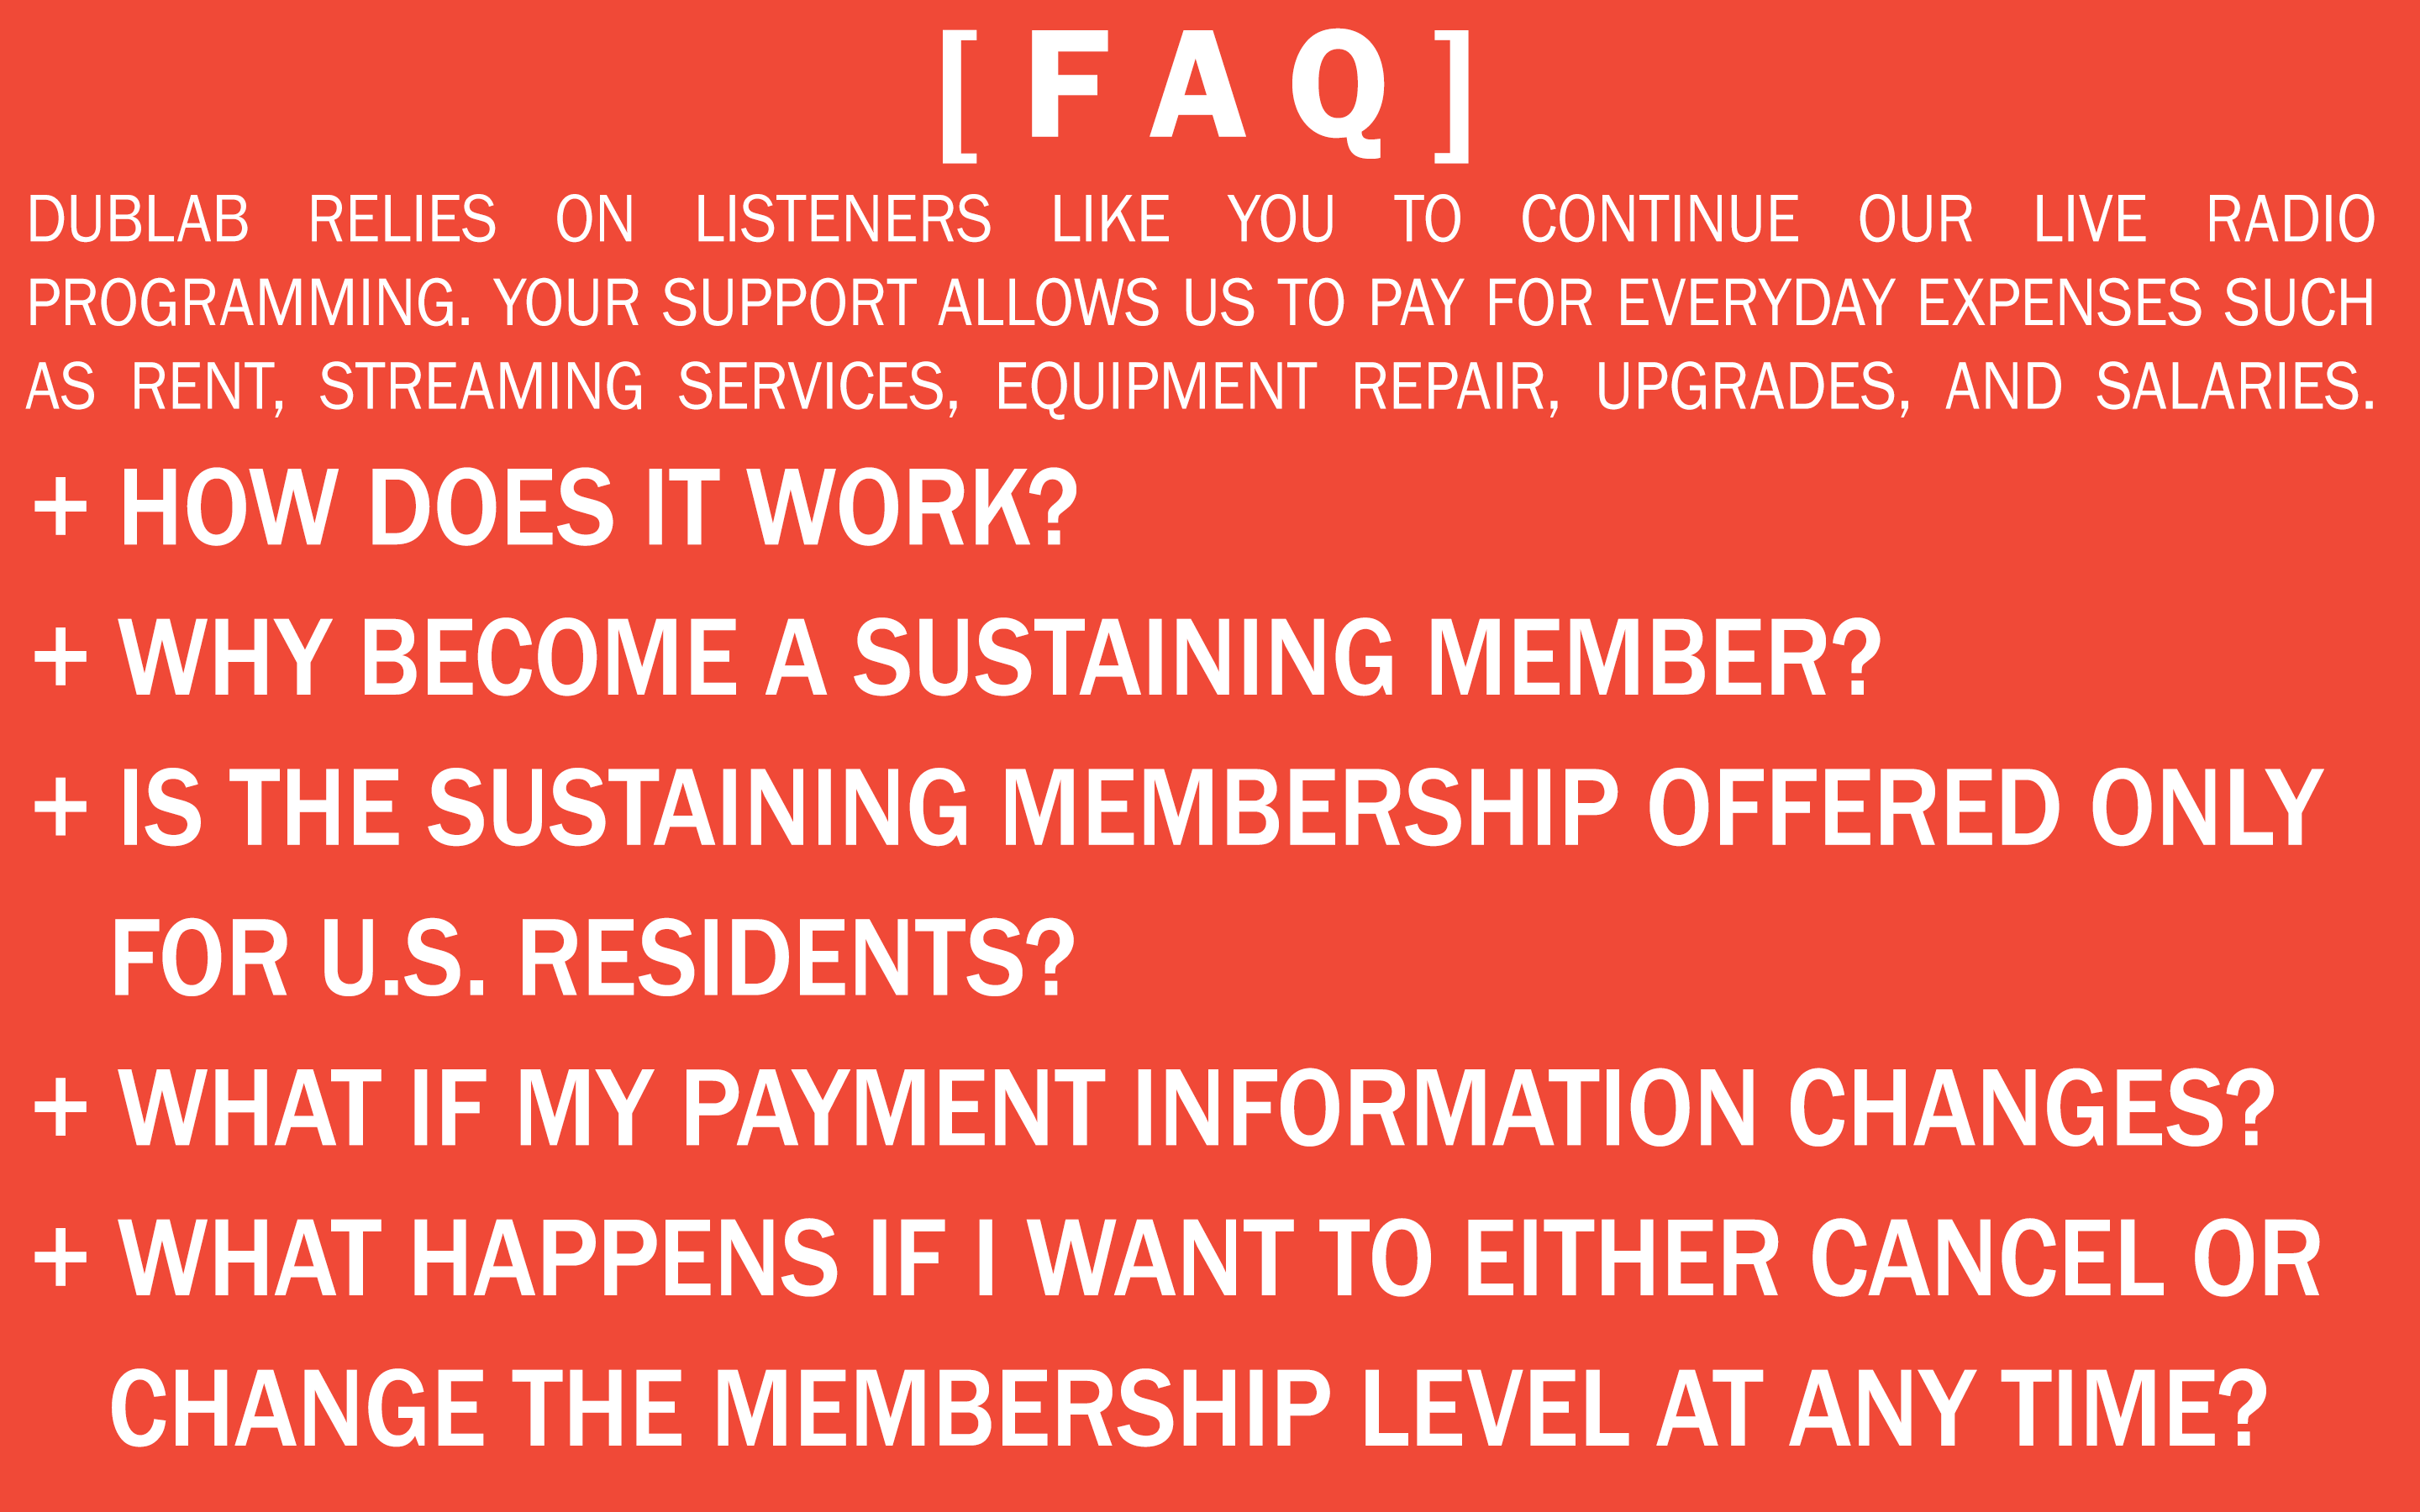 [ F A Q ]
DUBLAB RELIES ON LISTENERS LIKE YOU TO CONTINUE OUR LIVE RADIO
PROGRAMMING. YOUR SUPPORT ALLOWS US TO PAY FOR EVERYDAY EXPENSES SUCH
AS RENT, STREAMING SERVICES, EQUIPMENT REPAIR, UPGRADES, AND SALARIES.
+ HOW DOES IT WORK?
+ WHY BECOME A SUSTAINING MEMBER?
+ IS THE SUSTAINING MEMBERSHIP OFFERED ONLY
FOR U.S. RESIDENTS?
+ WHAT IF MY PAYMENT INFORMATION CHANGES?
+ WHAT HAPPENS IF I WANT TO EITHER CANCEL OR
CHANGE THE MEMBERSHIP LEVEL AT ANY TIME?